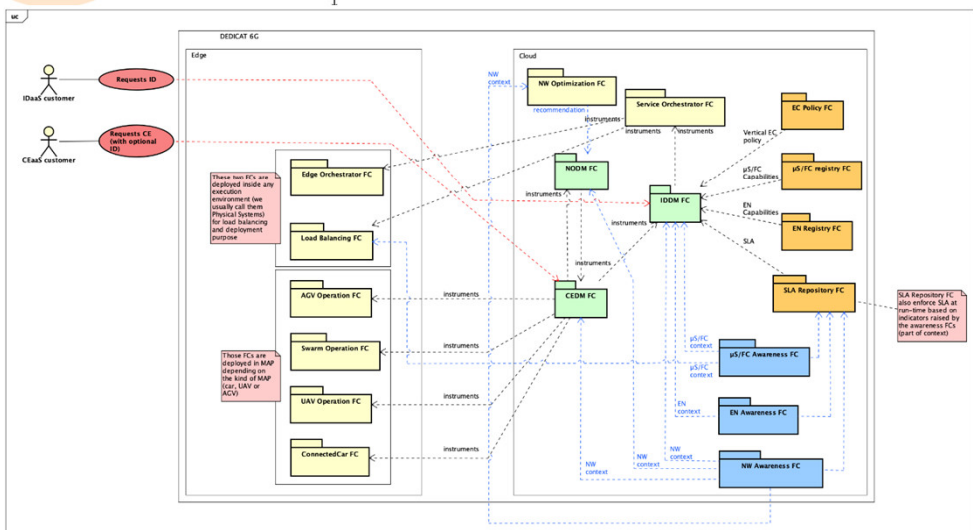 uc
DEDICAT 6G
Edge
Cloud
IDaaS customer
Requests ID
CEaaS customer
Requests CE
(with optional
ID)
NW
context
NW Optimization FC
recommendation
Service Orchestrator FC
instruments
instruments
instruments
EC Policy FC
Vertical EC
policy
µS/FC registry FC
µS/FC
Capabilities
EN Registry FC
EN
Capabilities
SLA
SLA Repository FC
SLA Repository FC
also enforce SLA at
run-time based on
indicators raised by
the awareness FCs
(part of context)
NODM FC
instruments
IDDM FC
instruments
instruments
CEDM FC
These two FCs are
deployed inside any
execution
environment (we
usually call them
Physical Systems)
for load balancing
and deployment
purpose
Edge Orchestrator FC
Load Balancing FC
AGV Operation FC
instruments
Swarm Operation FC
instruments
UAV Operation FC
instruments
ConnectedCar FC
instruments
Those FCs are
deployed in MAP
depending on
the kind of MAP
(car, UAV or
AGV)
µS/FC
context
µS/FC
context
µS/FC Awareness FC
EN
context
EN Awareness FC
NW
context
NW
context
NW
context
NW Awareness FC